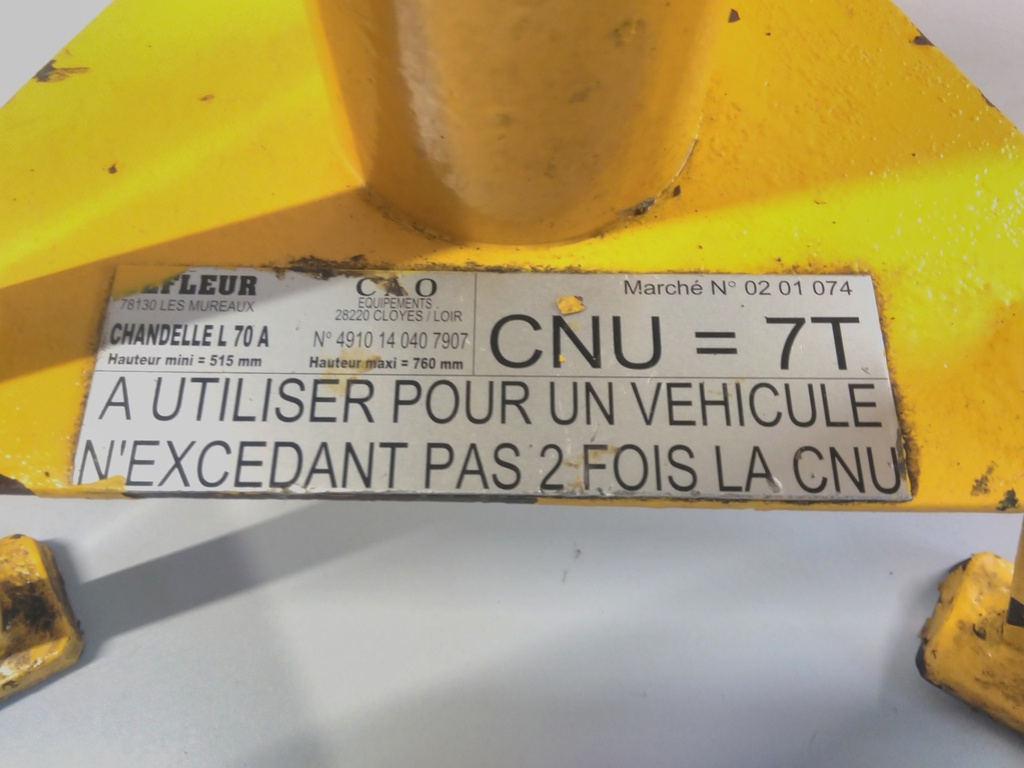 78130 LES MUREAUX
CHANDELLE L 70 A
Hauteur mini = 515 mm
EQUIPEMENTS
28220 CLOYES / LOIR
N° 4910 14 040 7907
Hauteur maxi = 760 mm
Marché N° 02 01 074
CNU = 7T
A UTILISER POUR UN VEHICULE
N'EXCEDANT PAS 2 FOIS LA CNU